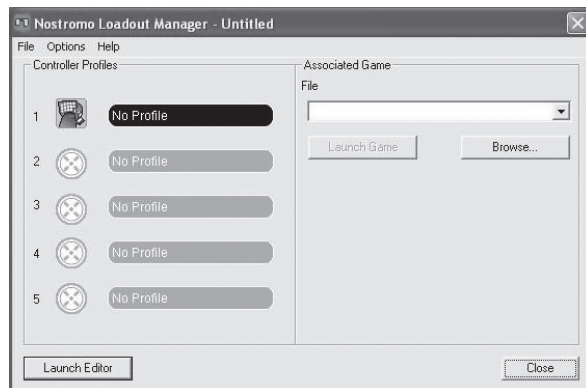 Nostromo Loadout Manager - Untitled
File Options Help
Controller Profiles
1 No Profile
2 No Profile
3 No Profile
4 No Profile
5 No Profile
Associated Game
File
Launch Game Browse...
Launch Editor Close